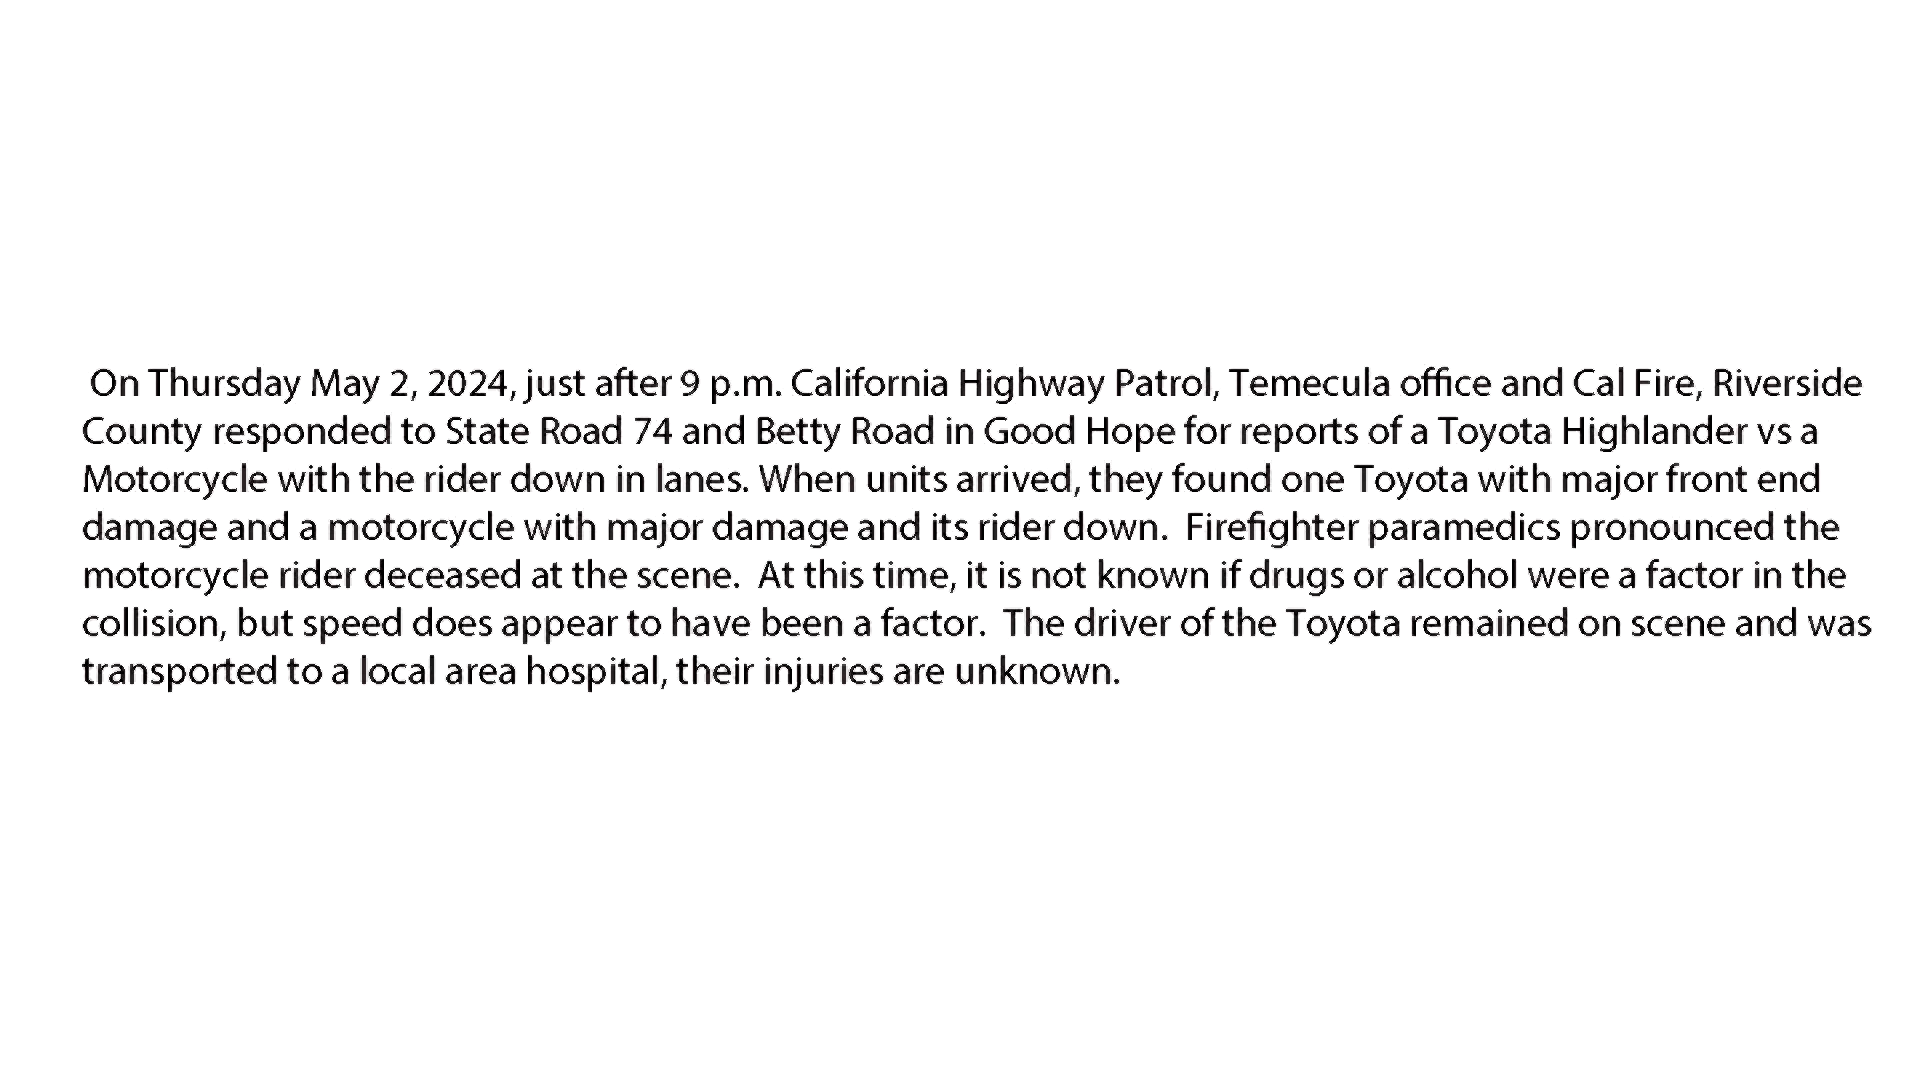 On Thursday May 2, 2024, just after 9 p.m. California Highway Patrol, Temecula office and Cal Fire, Riverside
County responded to State Road 74 and Betty Road in Good Hope for reports of a Toyota Highlander vs a
Motorcycle with the rider down in lanes. When units arrived, they found one Toyota with major front end
damage and a motorcycle with major damage and its rider down.  Firefighter paramedics pronounced the
motorcycle rider deceased at the scene.  At this time, it is not known if drugs or alcohol were a factor in the
collision, but speed does appear to have been a factor.  The driver of the Toyota remained on scene and was
transported to a local area hospital, their injuries are unknown.